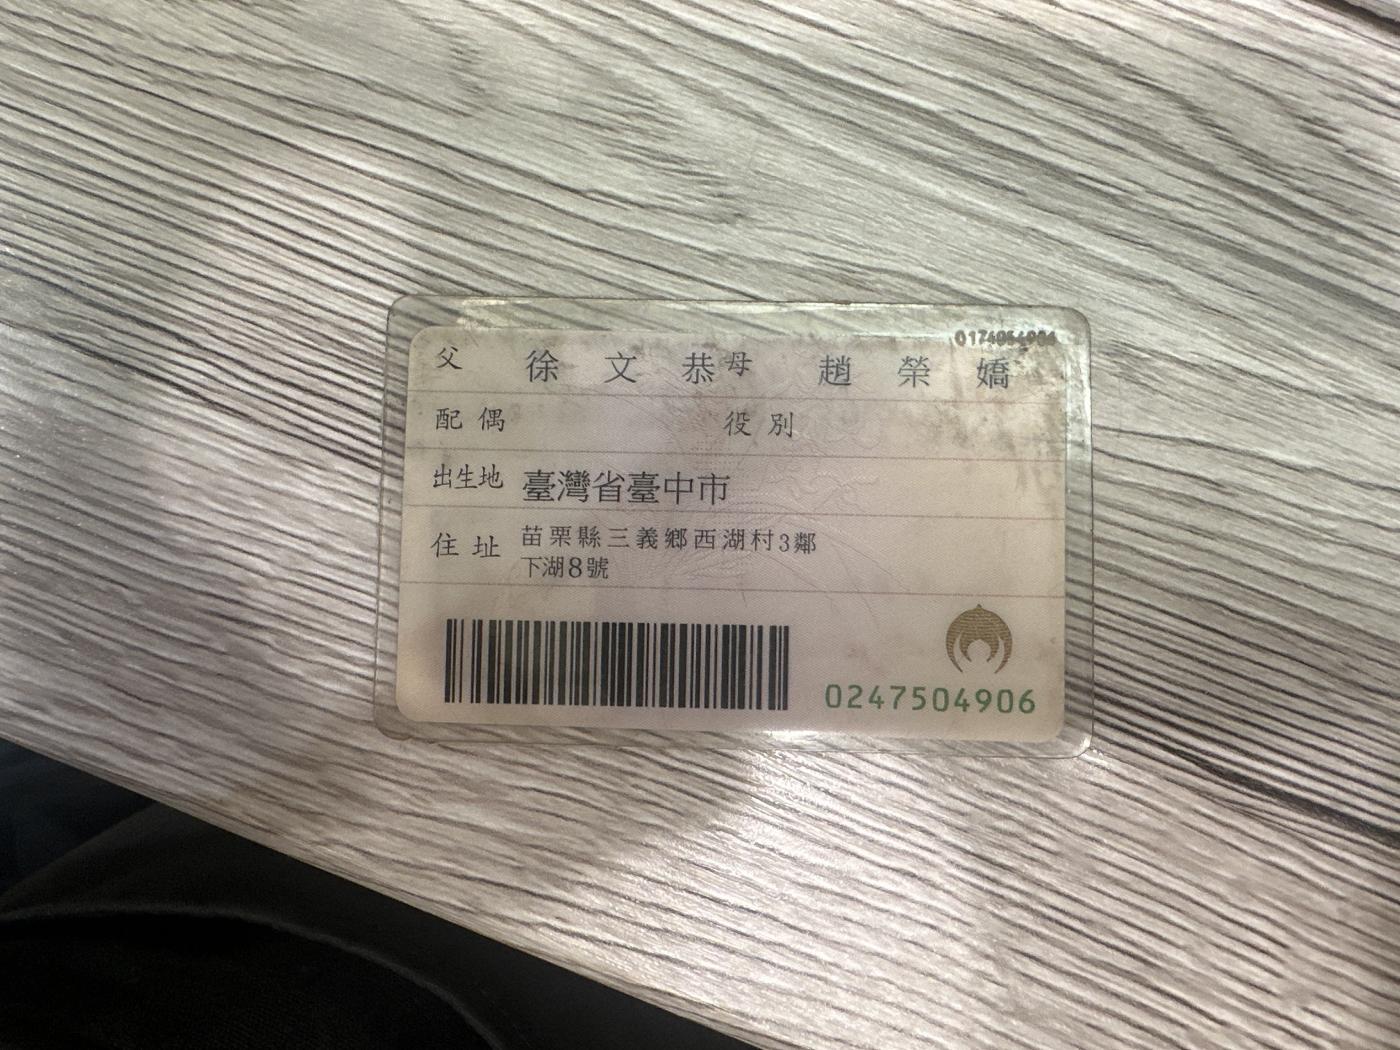 父 徐文恭 母 趙榮嬌
配偶 役別
出生地 臺灣省臺中市
住址 苗栗縣三義鄉西湖村3鄰
下湖8號
0247504906